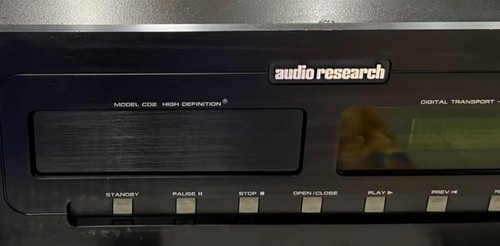 audio research
MODEL CD2 HIGH DEFINITION®
DIGITAL TRANSPORT -
STANDBY
PAUSE II
STOP ■
OPEN/CLOSE
PLAY ▶
PREV |◀
N